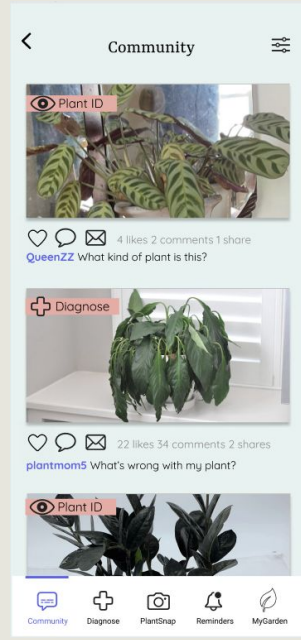 Community
Plant ID
4 likes 2 comments 1 share
QueenZZ What kind of plant is this?
Diagnose
22 likes 34 comments 2 shares
plantmom5 What's wrong with my plant?
Plant ID
Community Diagnose PlantSnap Reminders MyGarden